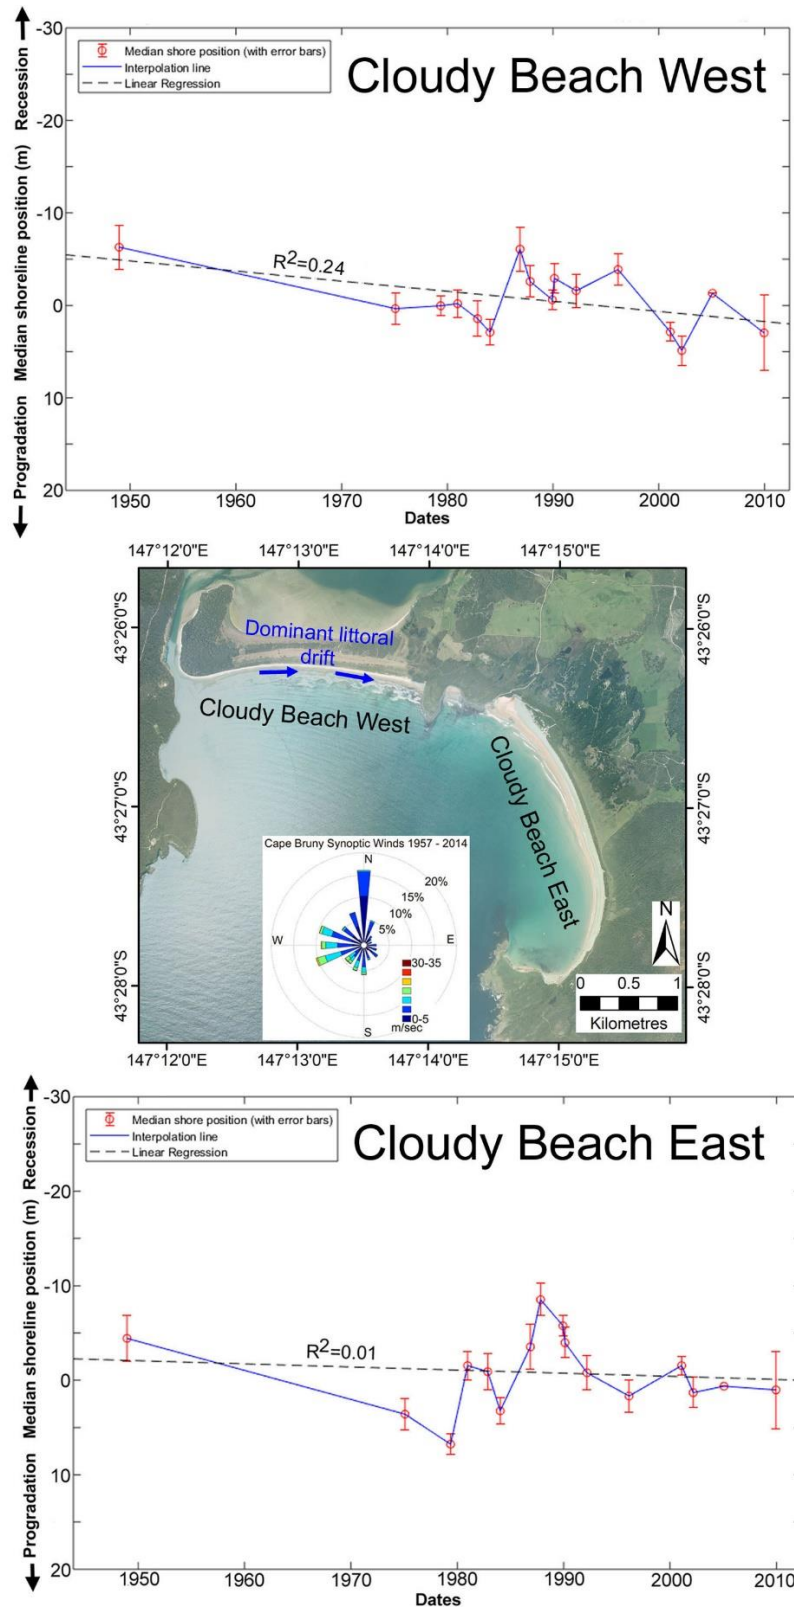 -30
Median shore position (with error bars)
Interpolation line
Linear Regression
Cloudy Beach West
-20
-10
0
10
20
Progradation Median shoreline position (m) Recession
R2=0.24
1950 1960 1970 1980 1990 2000 2010
Dates
147°12'0"E 147°13'0"E 147°14'0"E 147°15'0"E
43°26'0"S 43°26'0"S
43°27'0"S 43°27'0"S
43°28'0"S 43°28'0"S
Dominant littoral
drift
Cloudy Beach West
Cloudy Beach East
Cape Bruny Synoptic Winds 1957 - 2014
N
20%
15%
10%
5%
W E
S
30-35
0-5
m/sec
N
0 0.5 1
Kilometres
147°12'0"E 147°13'0"E 147°14'0"E 147°15'0"E
-30
Median shore position (with error bars)
Interpolation line
Linear Regression
Cloudy Beach East
-20
-10
0
10
20
Progradation Median shoreline position (m) Recession
R2=0.01
1950 1960 1970 1980 1990 2000 2010
Dates